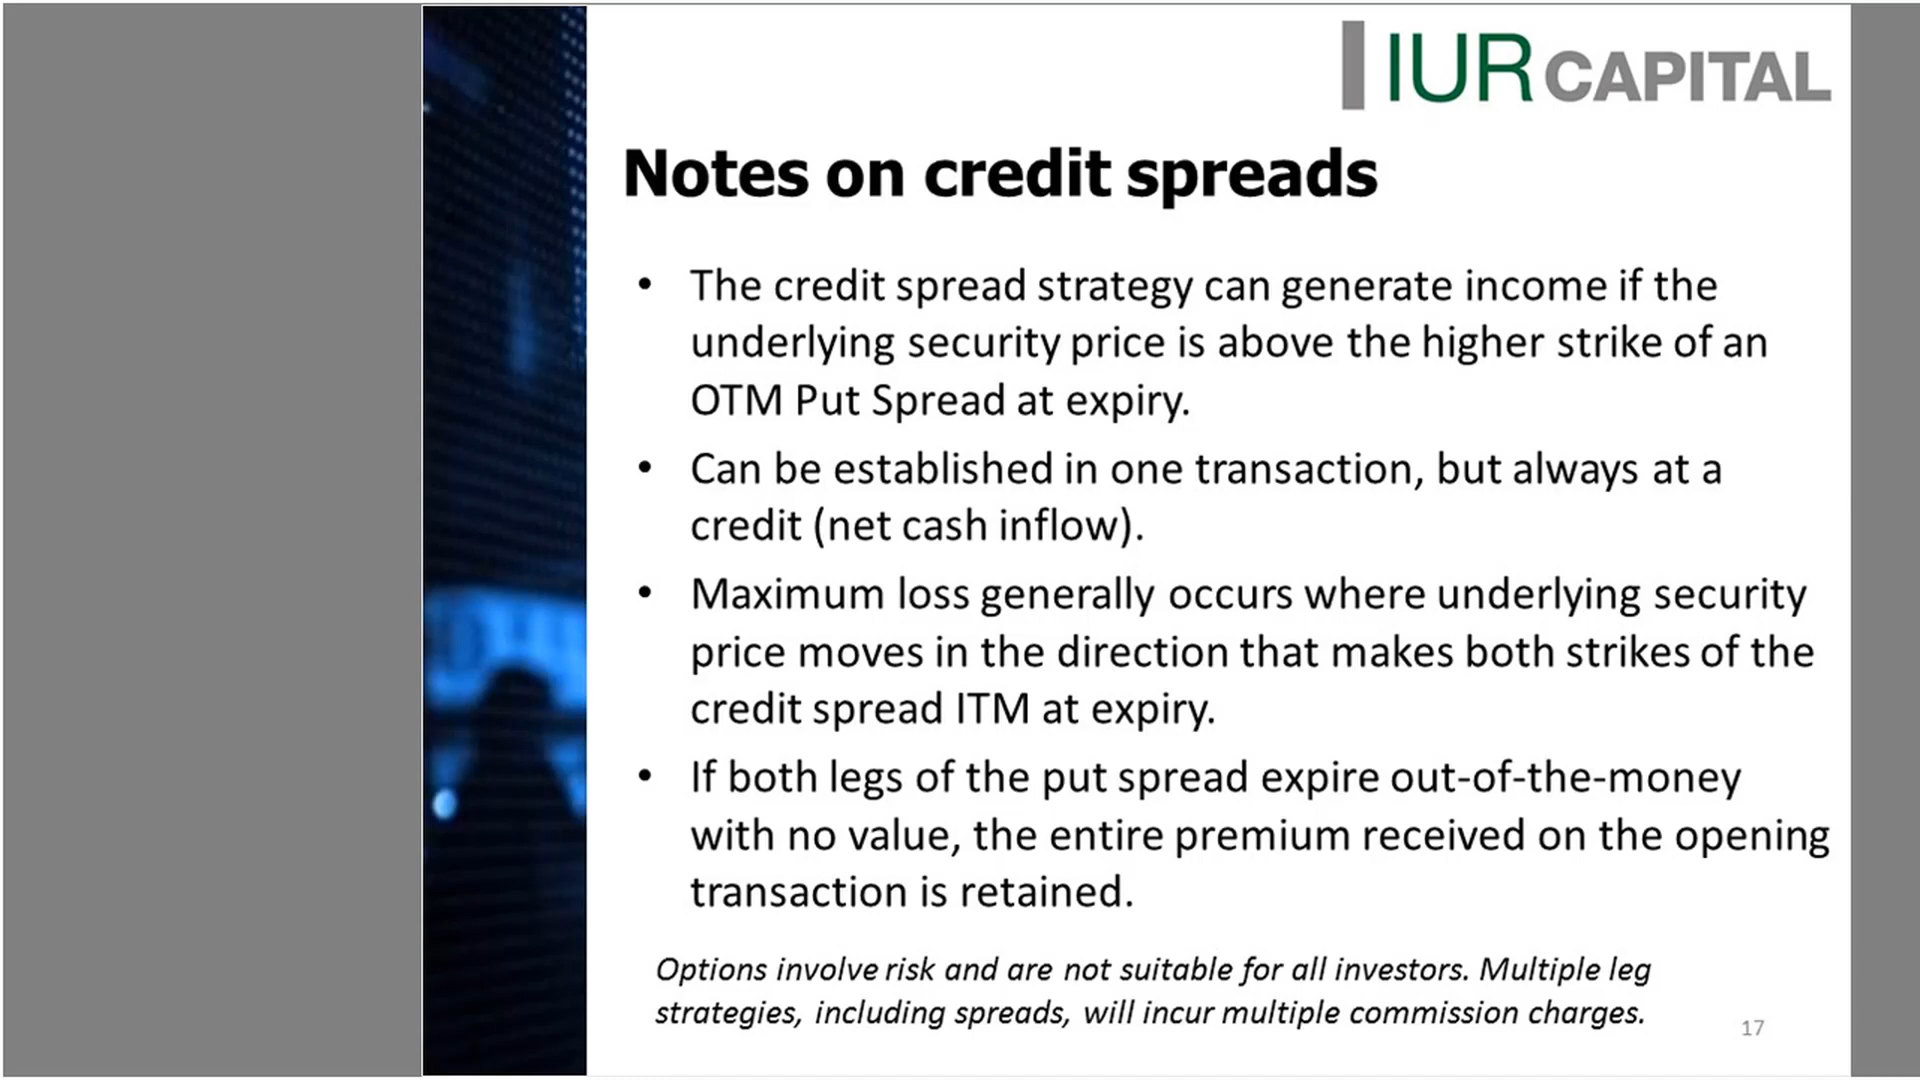 IUR CAPITAL
Notes on credit spreads
• The credit spread strategy can generate income if the
underlying security price is above the higher strike of an
OTM Put Spread at expiry.
• Can be established in one transaction, but always at a
credit (net cash inflow).
• Maximum loss generally occurs where underlying security
price moves in the direction that makes both strikes of the
credit spread ITM at expiry.
• If both legs of the put spread expire out-of-the-money
with no value, the entire premium received on the opening
transaction is retained.
Options involve risk and are not suitable for all investors. Multiple leg
strategies, including spreads, will incur multiple commission charges.
17